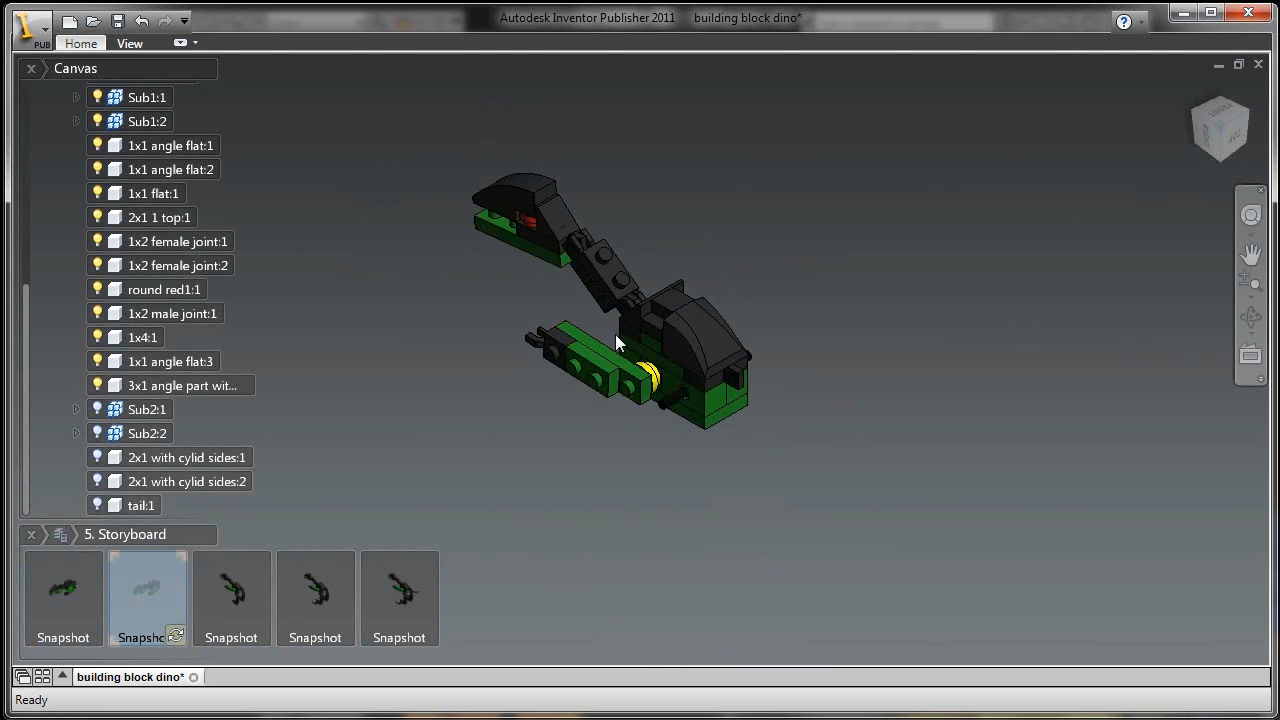 Autodesk Inventor Publisher 2011 building block dino*
PUB
Home View
Canvas
Sub1:1
Sub1:2
1x1 angle flat:1
1x1 angle flat:2
1x1 flat:1
2x1 1 top:1
1x2 female joint:1
1x2 female joint:2
round red1:1
1x2 male joint:1
1x4:1
1x1 angle flat:3
3x1 angle part wit...
Sub2:1
Sub2:2
2x1 with cylid sides:1
2x1 with cylid sides:2
tail:1
5. Storyboard
Snapshot Snapshc Snapshot Snapshot Snapshot
building block dino*
Ready